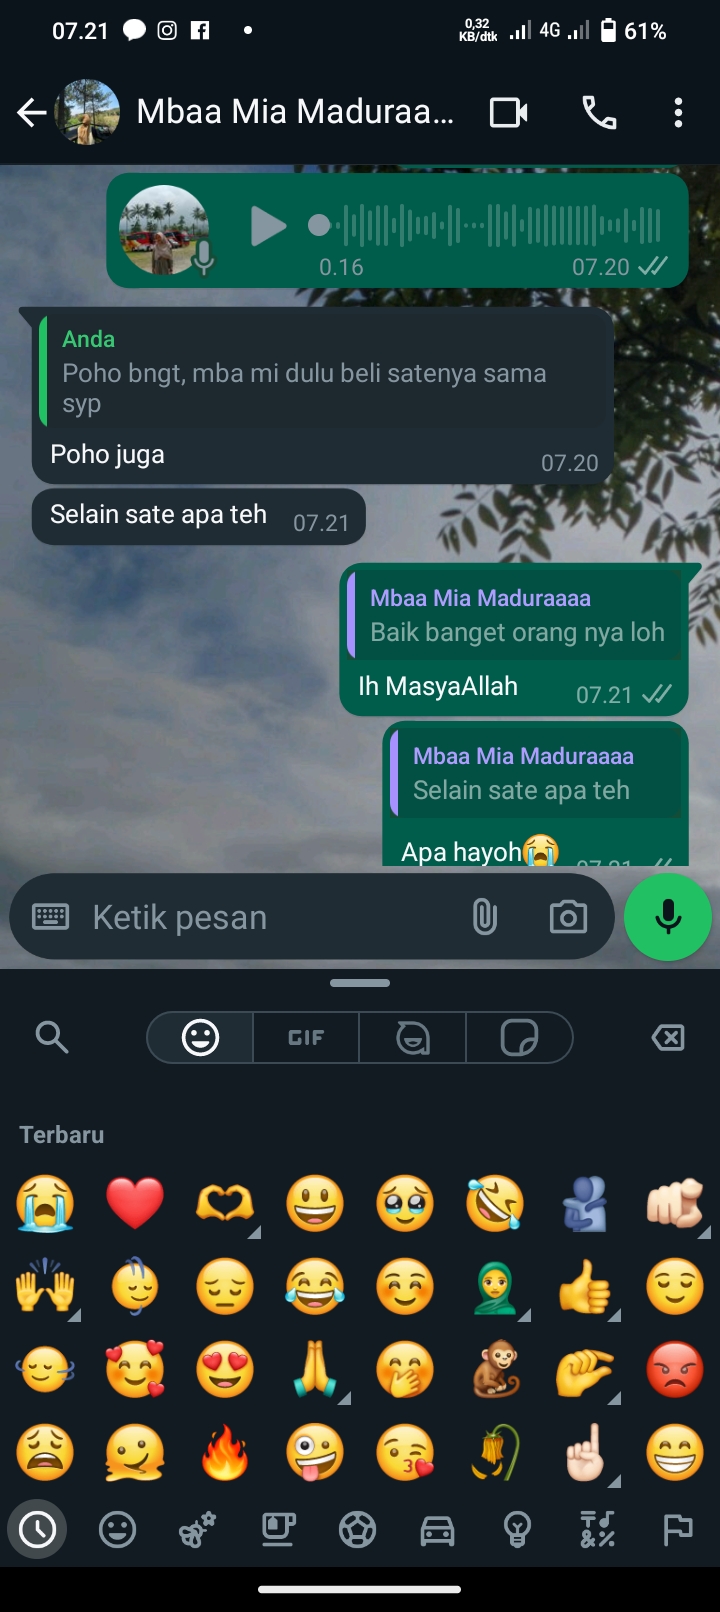 07.21
0,32
KB/dtk
4G
61%
Mbaa Mia Maduraa...
0.16
07.20
Anda
Poho bngt, mba mi dulu beli satenya sama
syp
Poho juga
07.20
Selain sate apa teh
07.21
Mbaa Mia Maduraaaa
Baik banget orang nya loh
Ih MasyaAllah
07.21
Mbaa Mia Maduraaaa
Selain sate apa teh
Apa hayoh😭
07.21
Ketik pesan
GIF
Terbaru